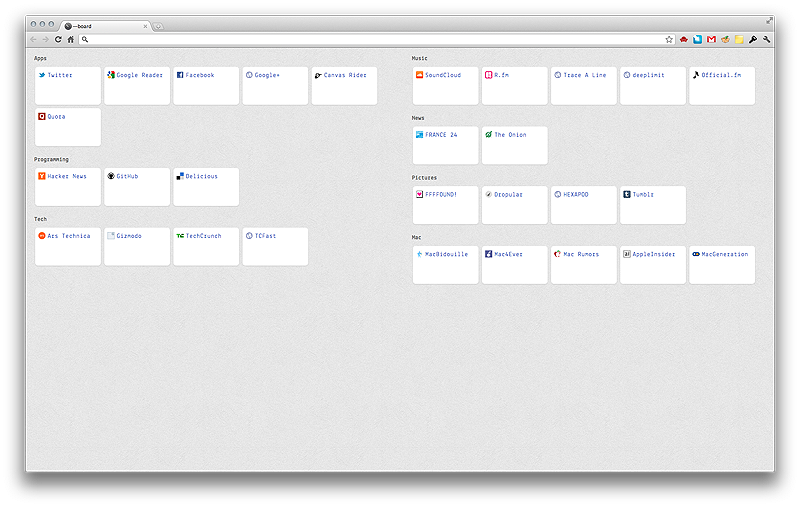 —board
Apps
Twitter
Google Reader
Facebook
Google+
Canvas Rider
Quora
Programming
Hacker News
GitHub
Delicious
Tech
Ars Technica
Gizmodo
TechCrunch
TCFast
Music
SoundCloud
R.fm
Trace A Line
deeplimit
Official.fm
News
FRANCE 24
The Onion
Pictures
FFFFOUND!
Dropular
HEXAPOD
Tumblr
Mac
MacBidouille
Mac4Ever
Mac Rumors
AppleInsider
MacGeneration